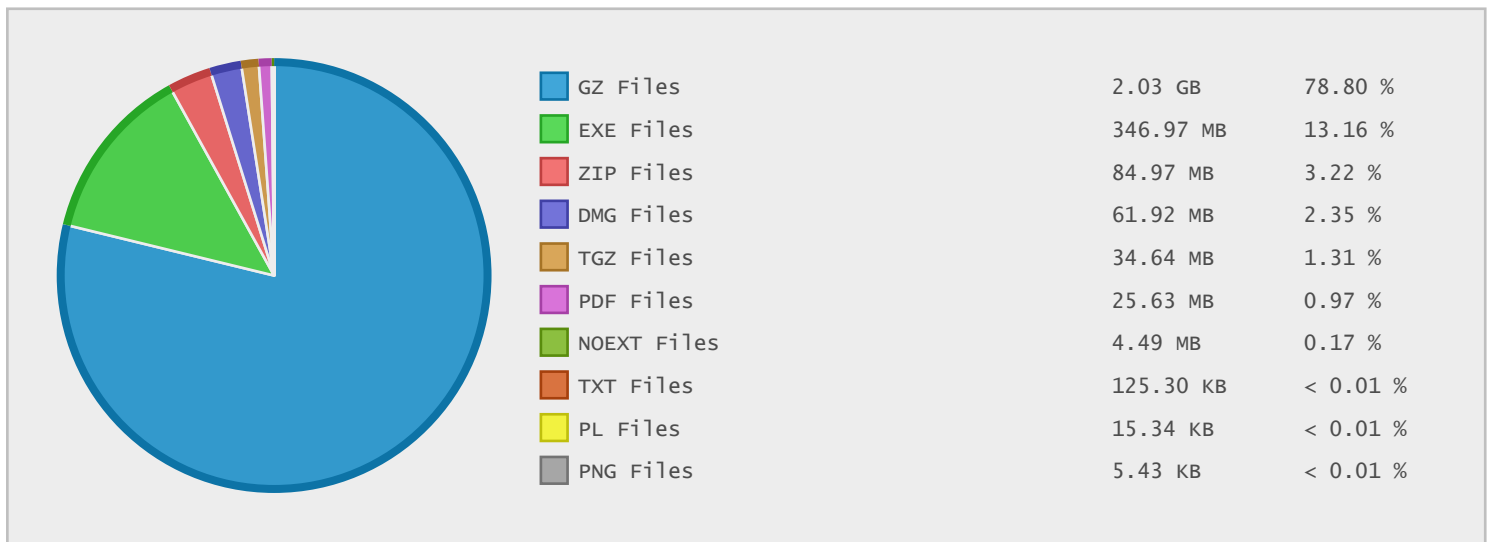 GZ Files 2.03 GB 78.80 %
EXE Files 346.97 MB 13.16 %
ZIP Files 84.97 MB 3.22 %
DMG Files 61.92 MB 2.35 %
TGZ Files 34.64 MB 1.31 %
PDF Files 25.63 MB 0.97 %
NOEXT Files 4.49 MB 0.17 %
TXT Files 125.30 KB < 0.01 %
PL Files 15.34 KB < 0.01 %
PNG Files 5.43 KB < 0.01 %